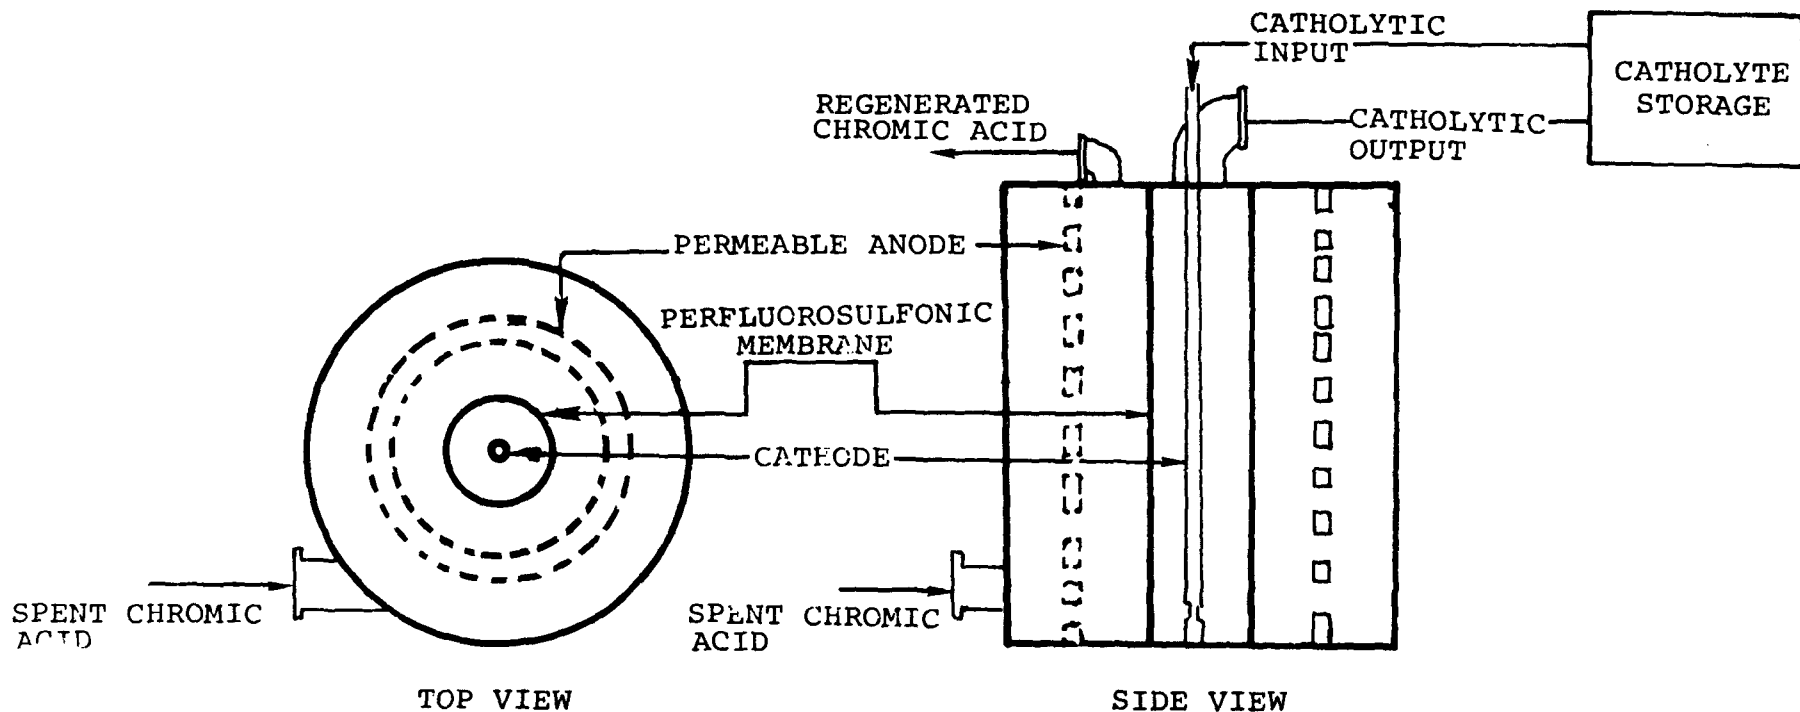 CATHOLYTIC
INPUT
CATHOLYTE
STORAGE
REGENERATED
CHROMIC ACID
CATHOLYTIC
OUTPUT
PERMEABLE ANODE
PERFLUOROSULFONIC
MEMBRANE
CATHODE
SPENT CHROMIC
ACID
SPENT CHROMIC
ACID
TOP VIEW
SIDE VIEW